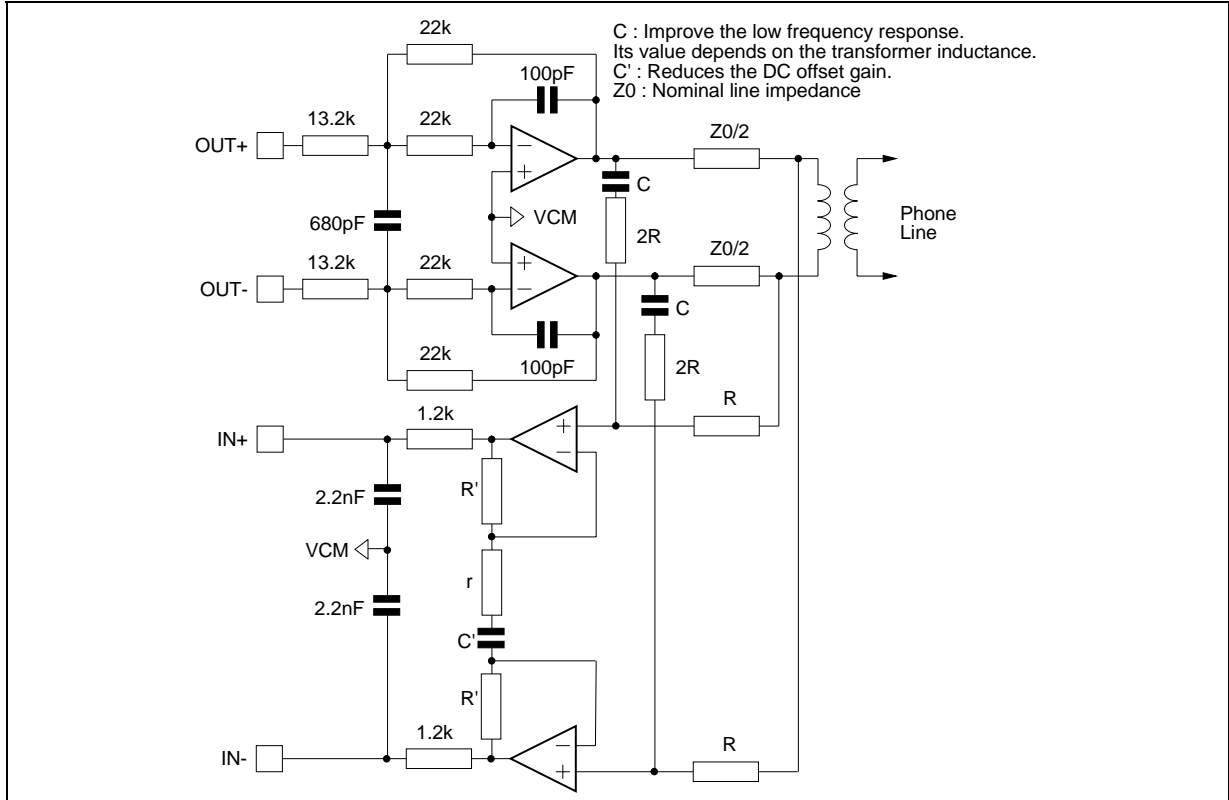 22k
C : Improve the low frequency response.
Its value depends on the transformer inductance.
C' : Reduces the DC offset gain.
Z0 : Nominal line impedance
100pF
13.2k
22k
Z0/2
OUT+
−
+
C
VCM
Phone
Line
680pF
2R
Z0/2
13.2k
22k
+
−
OUT-
C
22k
100pF
2R
R
1.2k
IN+
+
−
R'
2.2nF
VCM
r
2.2nF
C'
R'
1.2k
−
+
R
IN-